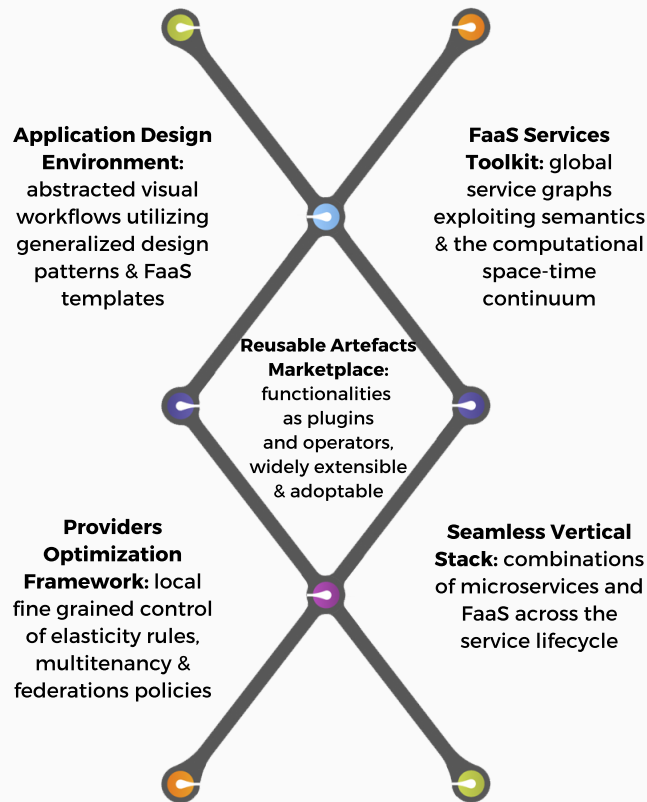 Application Design
Environment:
abstracted visual
workflows utilizing
generalized design
patterns & FaaS
templates
FaaS Services
Toolkit: global
service graphs
exploiting semantics
& the computational
space-time
continuum
Reusable Artefacts
Marketplace:
functionalities
as plugins
and operators,
widely extensible
& adoptable
Providers
Optimization
Framework: local
fine grained control
of elasticity rules,
multitenancy &
federations policies
Seamless Vertical
Stack: combinations
of microservices and
FaaS across the
service lifecycle